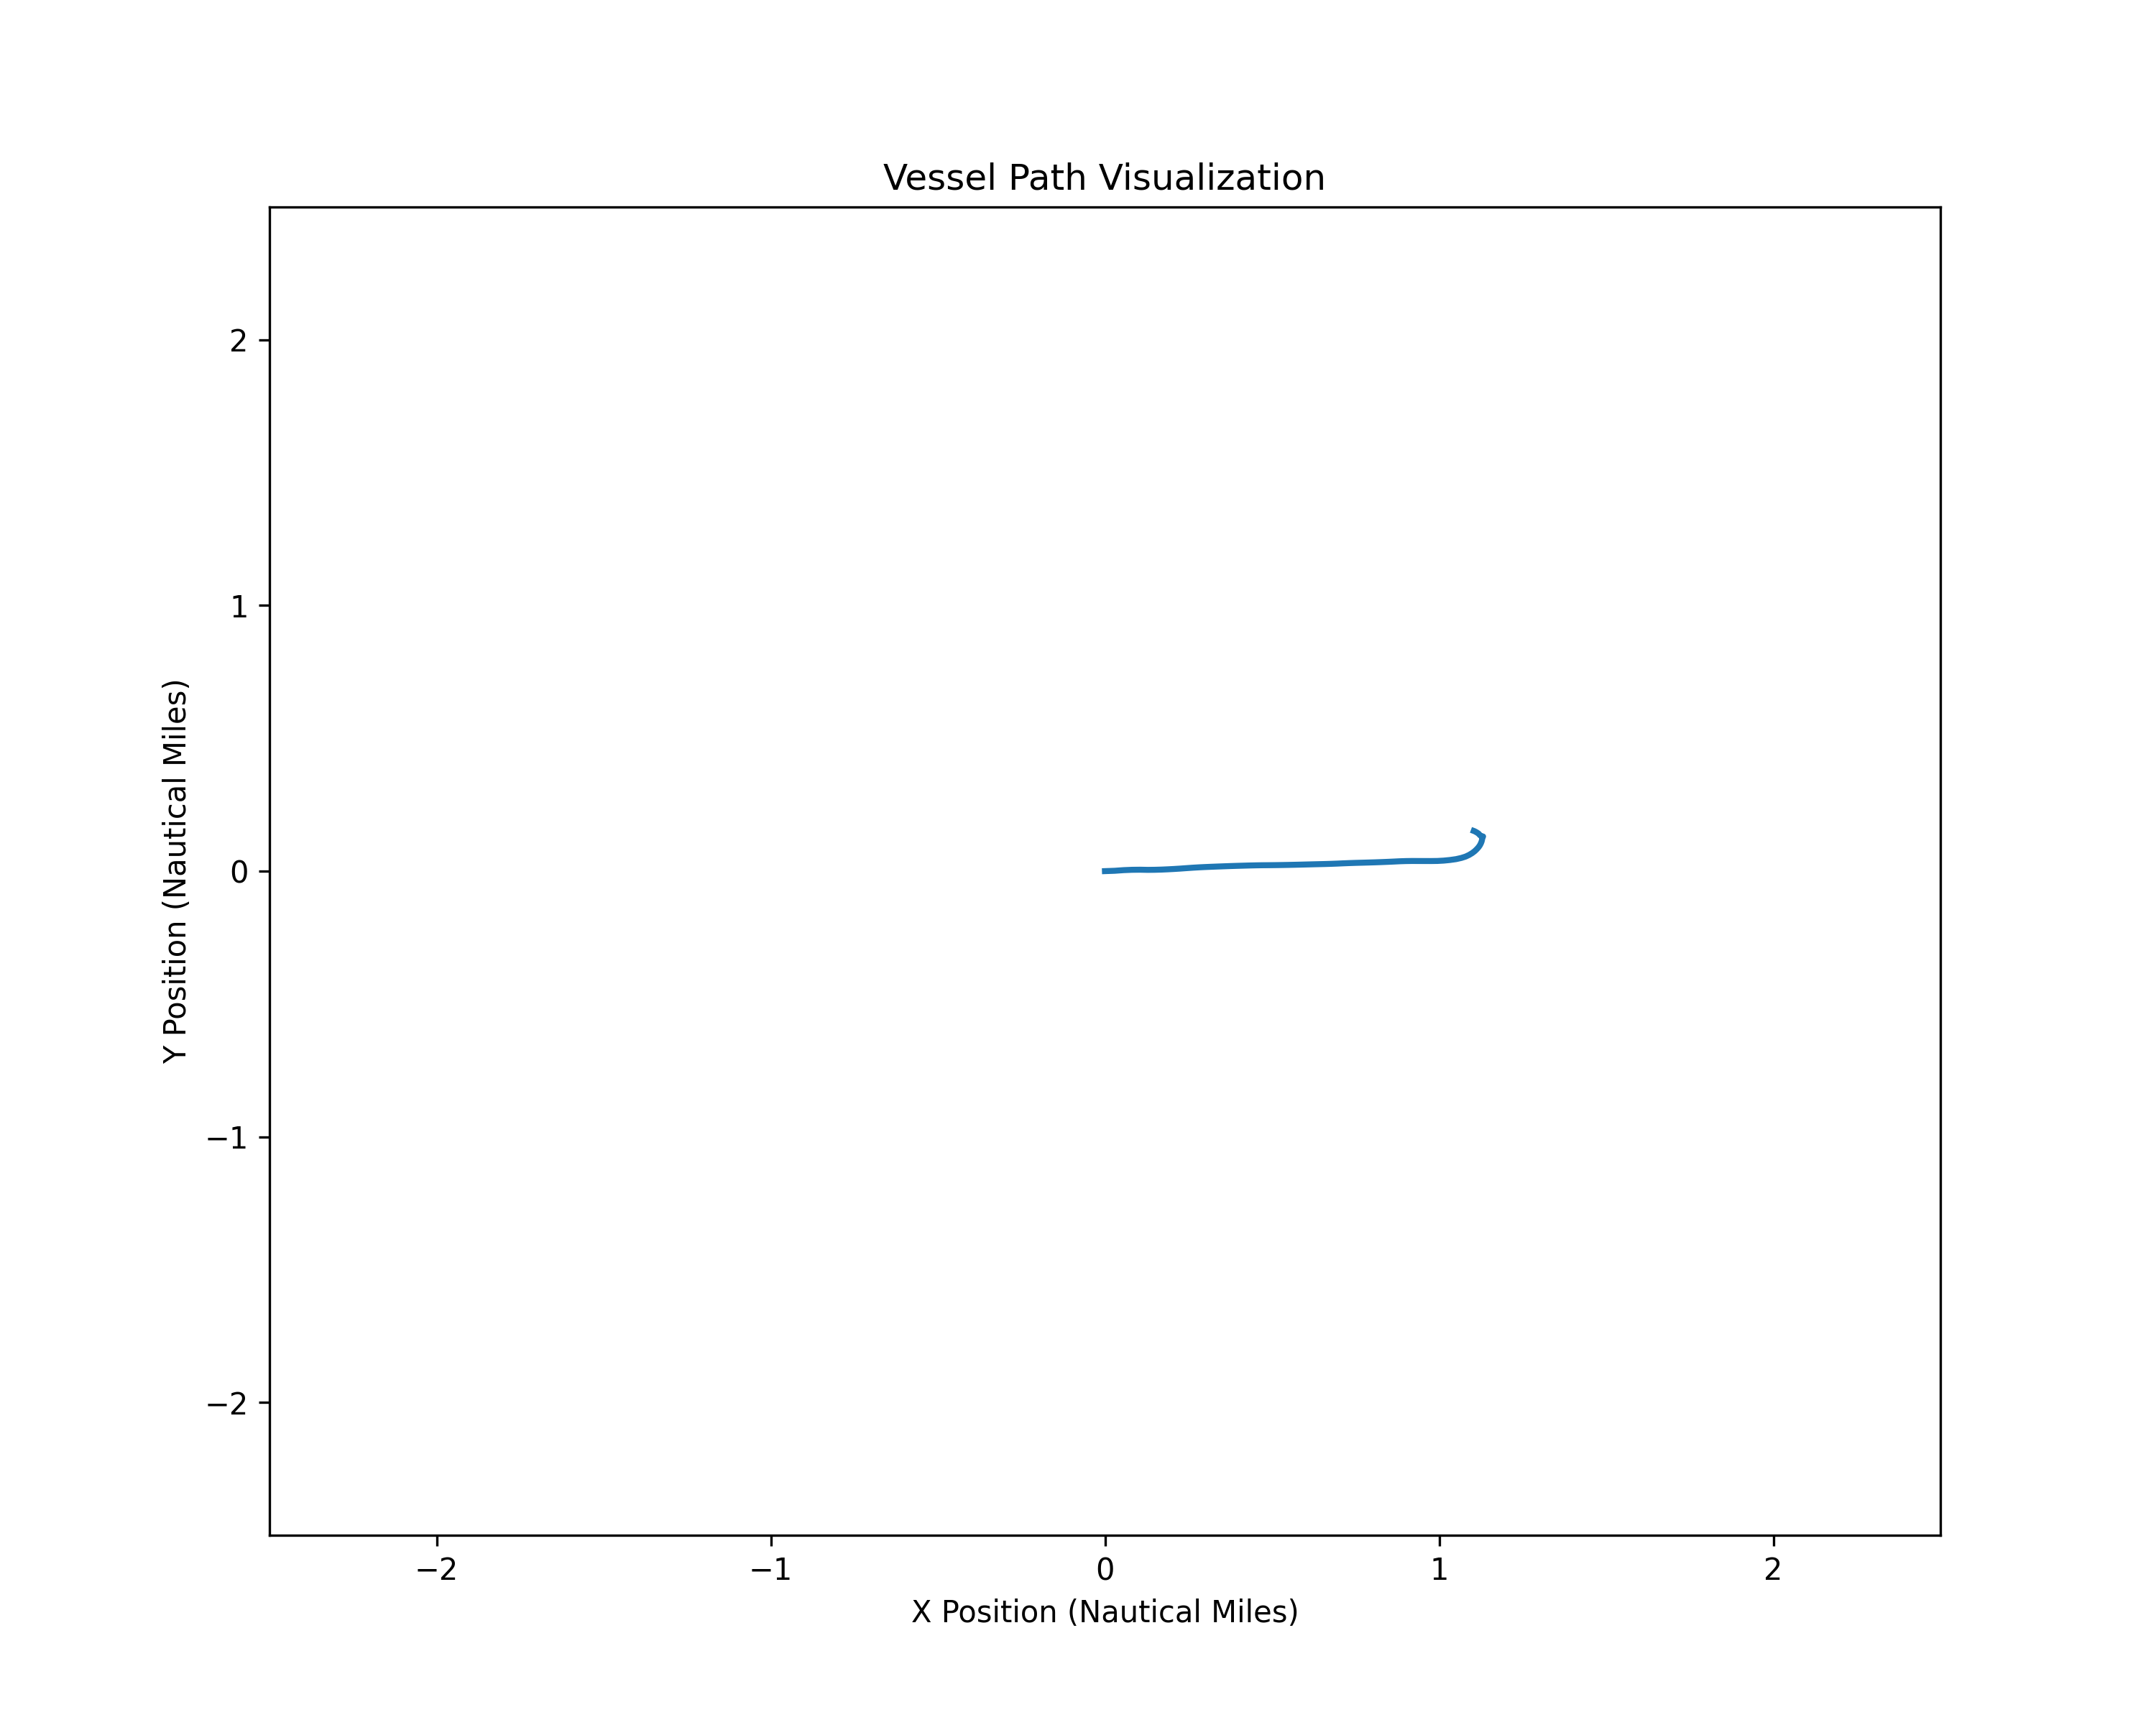 Vessel Path Visualization
2
1
0
−1
−2
Y Position (Nautical Miles)
−2 −1 0 1 2
X Position (Nautical Miles)